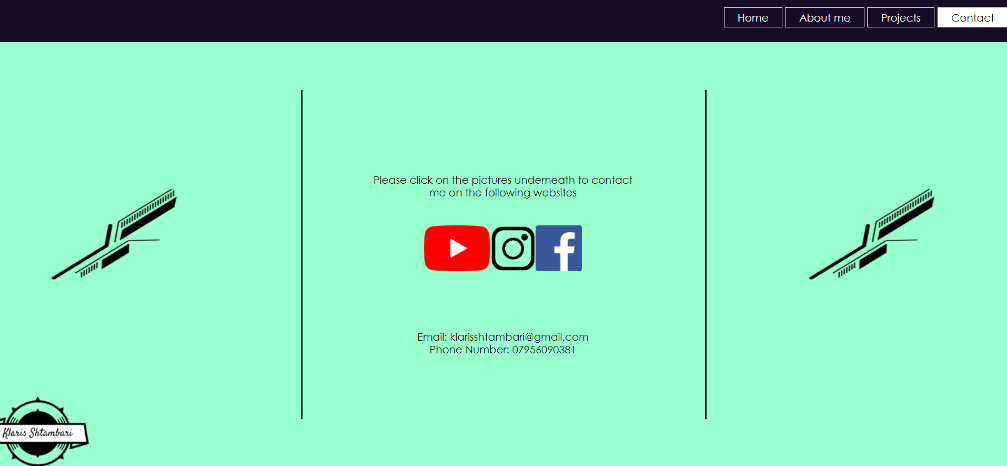 Home
About me
Projects
Contact
Please click on the pictures underneath to contact
me on the following websites
Email: klarisshtambari@gmail.com
Phone Number: 07956090381
Klaris Shtambari